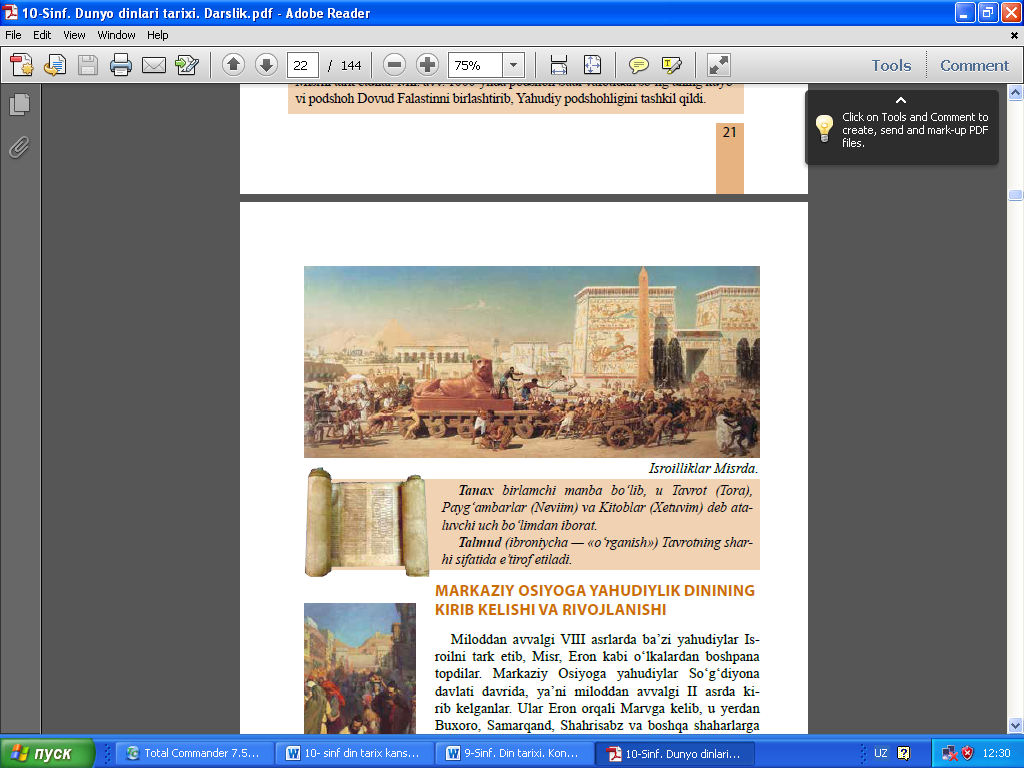 10-Sinf. Dunyo dinlari tarixi. Darslik.pdf - Adobe Reader
File Edit View Window Help
22 / 144 75% Tools Comment
Click on Tools and Comment to
create, send and mark-up PDF
files.
vi podshoh Dovud Falastinni birlashtirib, Yahudiy podshohligini tashkil qildi.
21
Isroilliklar Misrda.
Tanax birlamchi manba bo‘lib, u Tavrot (Tora),
Payg‘ambarlar (Neviim) va Kitoblar (Xetuvim) deb ata-
luvchi uch bo‘limdan iborat.
Talmud (ibroniycha — «o‘rganish») Tavrotning shar-
hi sifatida e’tirof etiladi.
MARKAZIY OSIYOGA YAHUDIYLIK DININING
KIRIB KELISHI VA RIVOJLANISHI
Miloddan avvalgi VIII asrlarda ba’zi yahudiylar Is-
roilni tark etib, Misr, Eron kabi o‘lkalardan boshpana
topdilar. Markaziy Osiyoga yahudiylar So‘g‘diyona
davlati davrida, ya’ni miloddan avvalgi II asrda ki-
rib kelganlar. Ular Eron orqali Marvga kelib, u yerdan
Buxoro, Samarqand, Shahrisabz va boshqa shaharlarga
пуск Total Commander 7.5... 10- sinf din tarix kans... 9-Sinf. Din tarixi. Kon... 10-Sinf. Dunyo dinlari... UZ 12:30